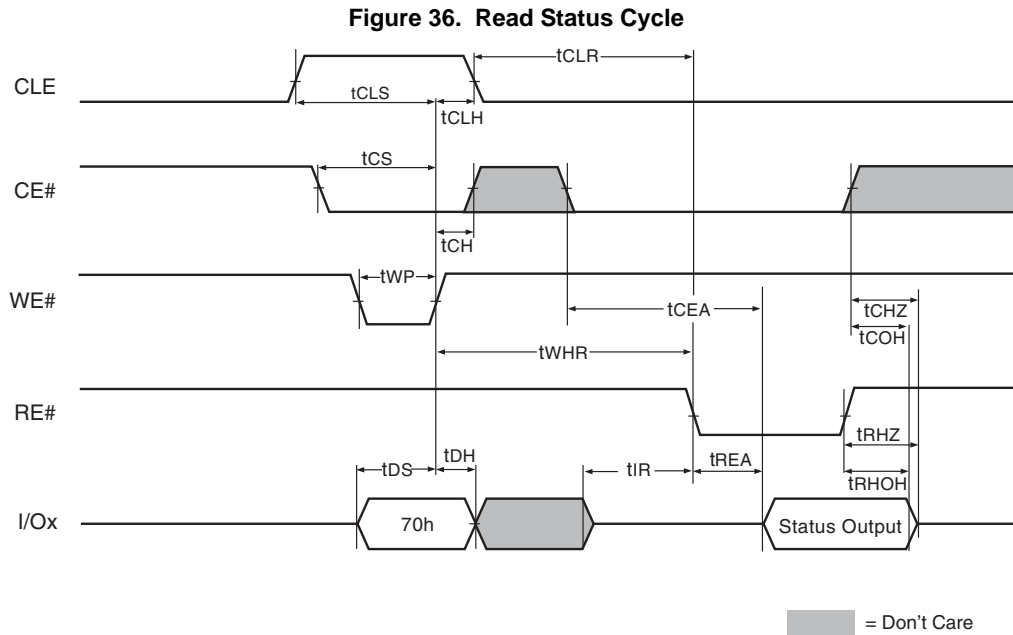 Figure 36. Read Status Cycle
tCLR
CLE
tCLS
tCLH
tCS
CE#
tCH
tWP
WE#
tCEA
tCHZ
tCOH
tWHR
RE#
tRHZ
tDS
tDH
tIR
tREA
tRHOH
I/Ox
70h
Status Output
= Don't Care